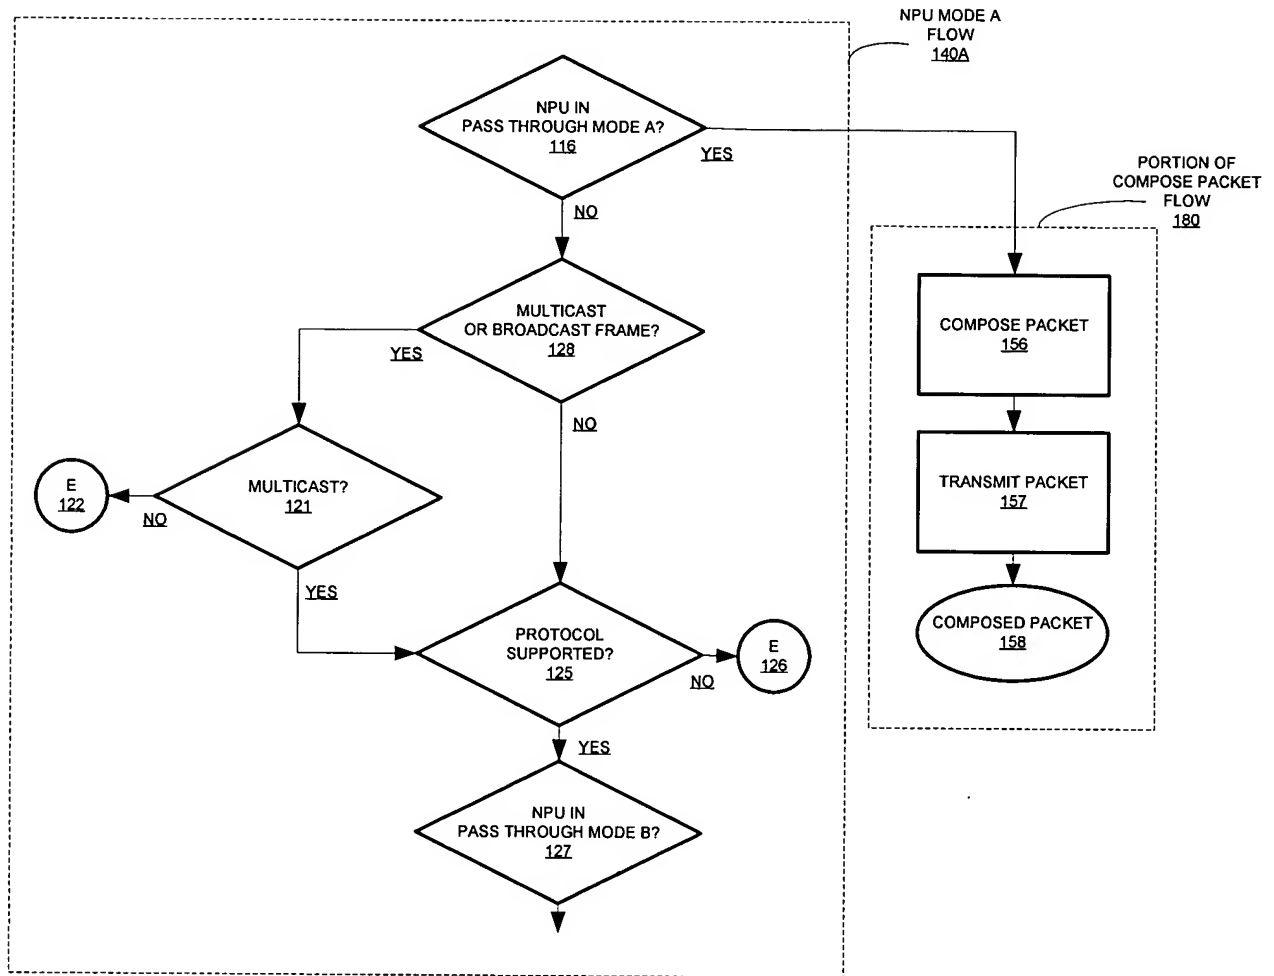 NPU MODE A
FLOW
140A
NPU IN
PASS THROUGH MODE A?
116
YES
NO
PORTION OF
COMPOSE PACKET
FLOW
180
MULTICAST
OR BROADCAST FRAME?
128
YES
NO
COMPOSE PACKET
156
TRANSMIT PACKET
157
COMPOSED PACKET
158
E
122
NO
MULTICAST?
121
YES
PROTOCOL
SUPPORTED?
125
NO
E
126
YES
NPU IN
PASS THROUGH MODE B?
127